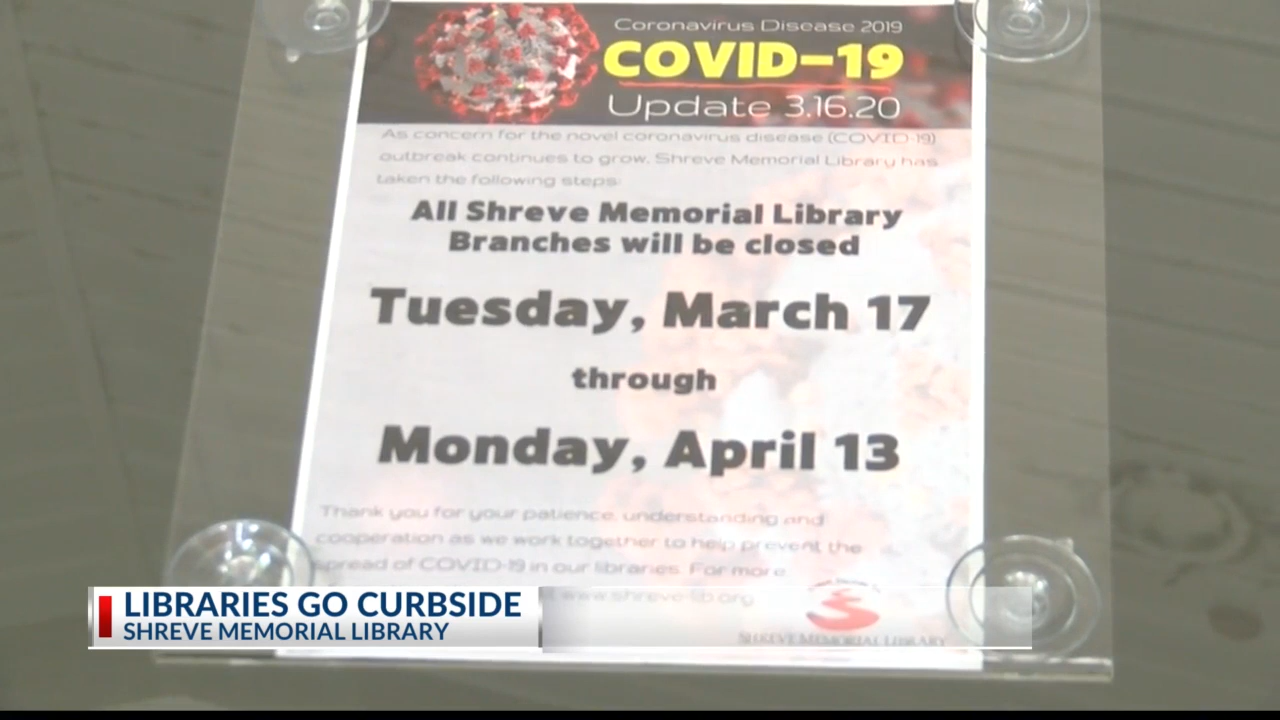 Coronavirus Disease 2019
COVID-19
Update 3.16.20
As concern for the novel coronavirus disease (COVID-19)
outbreak continues to grow, Shreve Memorial Library has
taken the following steps:
All Shreve Memorial Library
Branches will be closed
Tuesday, March 17
through
Monday, April 13
Thank you for your patience, understanding and
cooperation as we work together to help prevent the
spread of COVID-19 in our libraries. For more
www.shreve-lib.org
SHREVE MEMORIAL LIBRARY
LIBRARIES GO CURBSIDE
SHREVE MEMORIAL LIBRARY